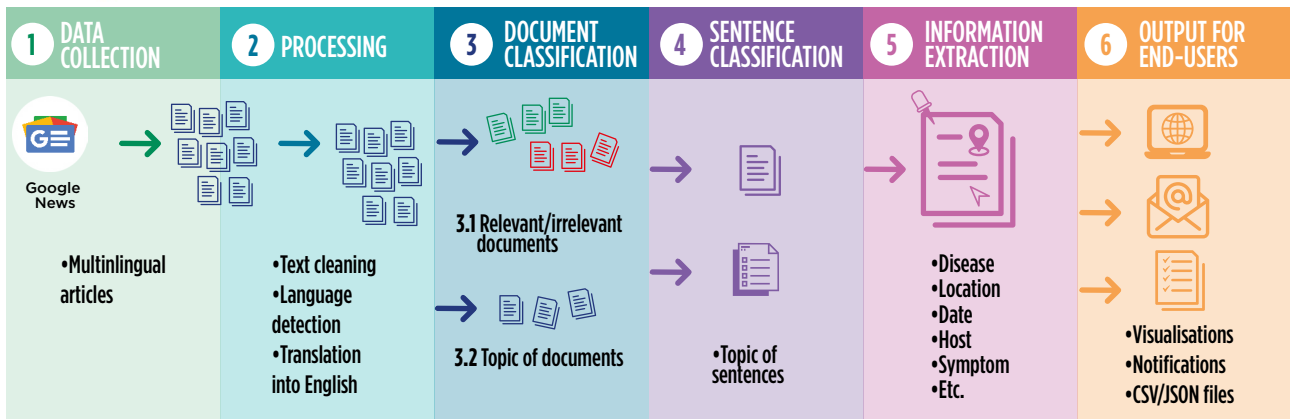 1 DATA
COLLECTION
2 PROCESSING
3 DOCUMENT
CLASSIFICATION
4 SENTENCE
CLASSIFICATION
5 INFORMATION
EXTRACTION
6 OUTPUT FOR
END-USERS
GE
Google
News
•Multinlingual
articles
•Text cleaning
•Language
detection
•Translation
into English
3.1 Relevant/irrelevant
documents
3.2 Topic of documents
•Topic of
sentences
•Disease
•Location
•Date
•Host
•Symptom
•Etc.
@
•Visualisations
•Notifications
•CSV/JSON files